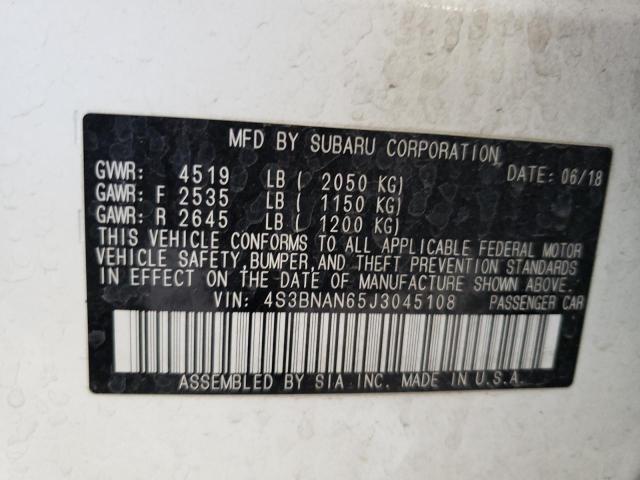 MFD BY SUBARU CORPORATION DATE: 06/18
GVWR: 4519 LB ( 2050 KG)
GAWR: F 2535 LB ( 1150 KG)
GAWR: R 2645 LB ( 1200 KG)
THIS VEHICLE CONFORMS TO ALL APPLICABLE FEDERAL MOTOR
VEHICLE SAFETY, BUMPER, AND THEFT PREVENTION STANDARDS
IN EFFECT ON THE DATE OF MANUFACTURE SHOWN ABOVE.
VIN: 4S3BNAN65J3045108 PASSENGER CAR
ASSEMBLED BY SIA INC. MADE IN U.S.A.